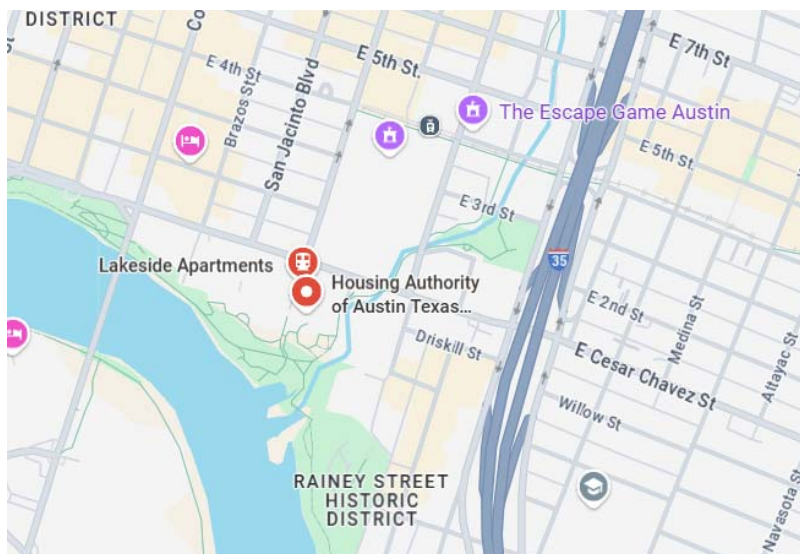 DISTRICT
Co
E 7th St
E 5th St.
E 4th St
Brazos St
San Jacinto Blvd
The Escape Game Austin
E 5th St.
E 3rd St
35
Lakeside Apartments
Housing Authority
of Austin Texas...
E 2nd St
Medina St
Attayac St
Driskill St
E Cesar Chavez St
Willow St
RAINEY STREET
HISTORIC
DISTRICT
Navasota St